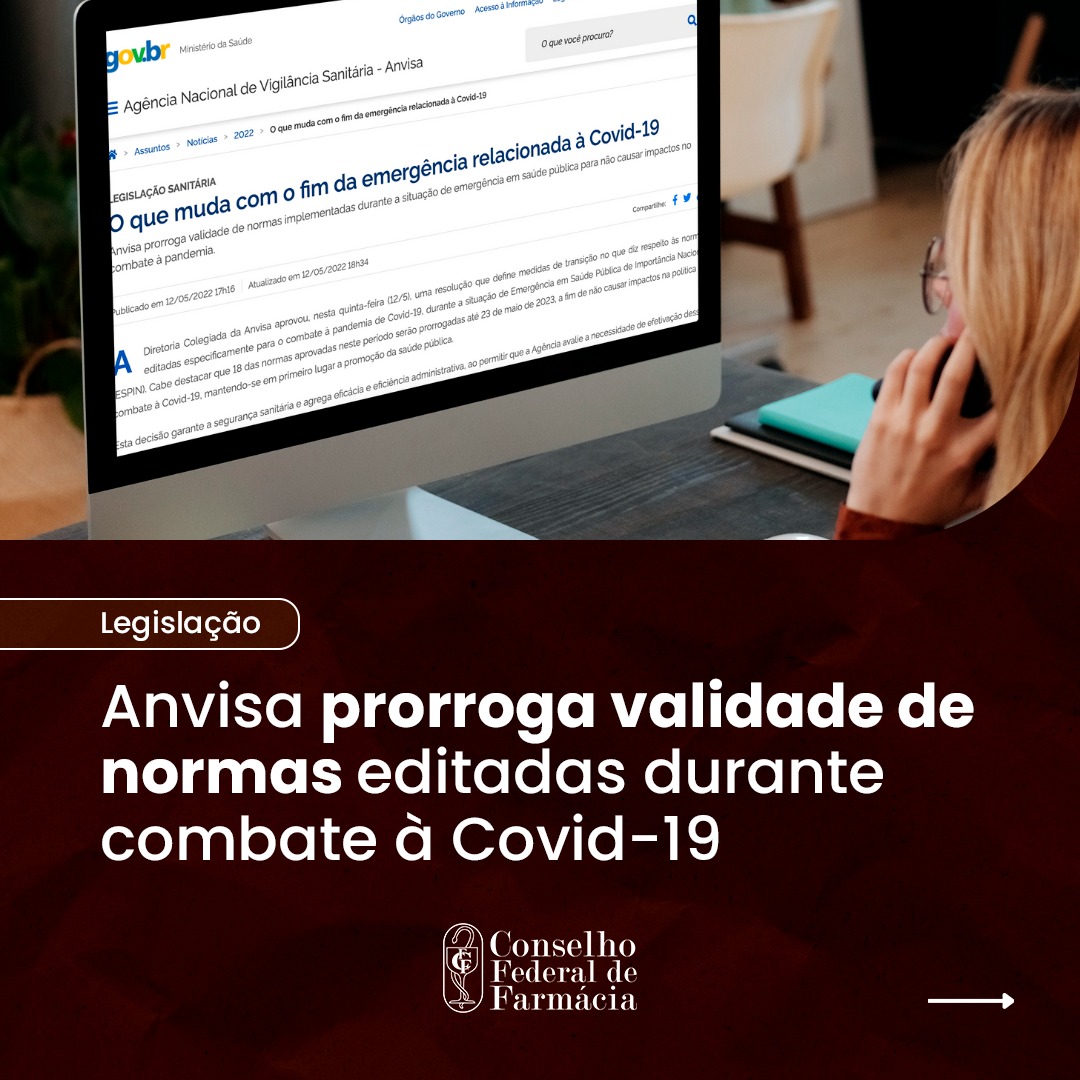 Órgãos do Governo Acesso à Informação
gov.br Ministério da Saúde
O que você procura?
Agência Nacional de Vigilância Sanitária - Anvisa
> Assuntos > Notícias > 2022 > O que muda com o fim da emergência relacionada à Covid-19
LEGISLAÇÃO SANITÁRIA
O que muda com o fim da emergência relacionada à Covid-19
Anvisa prorroga validade de normas implementadas durante a situação de emergência em saúde pública para não causar impactos no
combate à pandemia.
Compartilhe:
Publicado em 12/05/2022 17h16 Atualizado em 12/05/2022 18h34
A Diretoria Colegiada da Anvisa aprovou, nesta quinta-feira (12/5), uma resolução que define medidas de transição no que diz respeito às
editadas especificamente para o combate à pandemia de Covid-19, durante a situação de Emergência em Saúde Pública de Importância
(ESPIN). Cabe destacar que 18 das normas aprovadas neste período serão prorrogadas até 23 de maio de 2023, a fim de não causar impactos na política
combate à Covid-19, mantendo-se em primeiro lugar a promoção da saúde pública.
Esta decisão garante a segurança sanitária e agrega eficácia e eficiência administrativa, ao permitir que a Agência avalie a necessidade de efetivação
Legislação
Anvisa prorroga validade de
normas editadas durante
combate à Covid-19
CFF
Conselho
Federal de
Farmácia